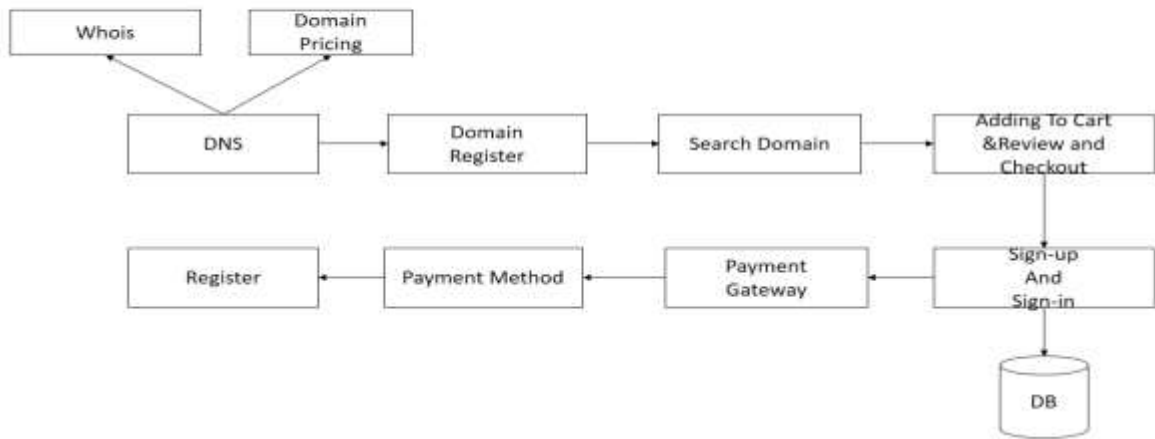 Whois
Domain
Pricing
DNS
Domain
Register
Search Domain
Adding To Cart
&Review and
Checkout
Register
Payment Method
Payment
Gateway
Sign-up
And
Sign-in
DB